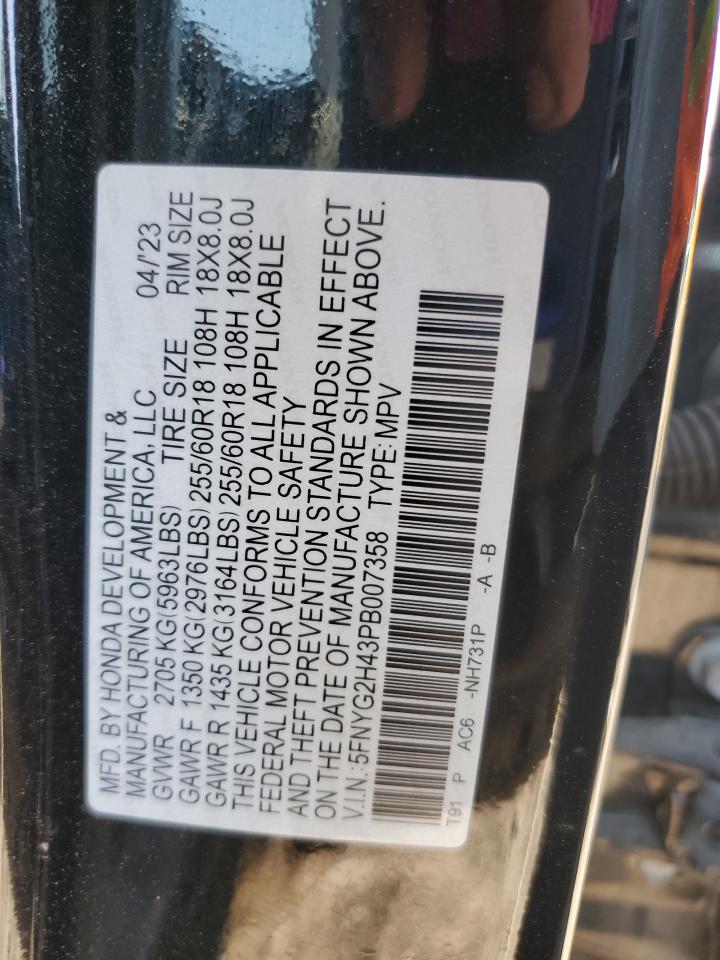 MFD. BY HONDA DEVELOPMENT &
MANUFACTURING OF AMERICA, LLC 04/'23
GVWR 2705 KG(5963LBS) TIRE SIZE RIM SIZE
GAWR F 1350 KG(2976LBS) 255/60R18 108H 18X8.0J
GAWR R 1435 KG(3164LBS) 255/60R18 108H 18X8.0J
THIS VEHICLE CONFORMS TO ALL APPLICABLE
FEDERAL MOTOR VEHICLE SAFETY
AND THEFT PREVENTION STANDARDS IN EFFECT
ON THE DATE OF MANUFACTURE SHOWN ABOVE.
V.I.N.:5FNYG2H43PB007358 TYPE:MPV
T91 P AC6 -NH731P -A -B